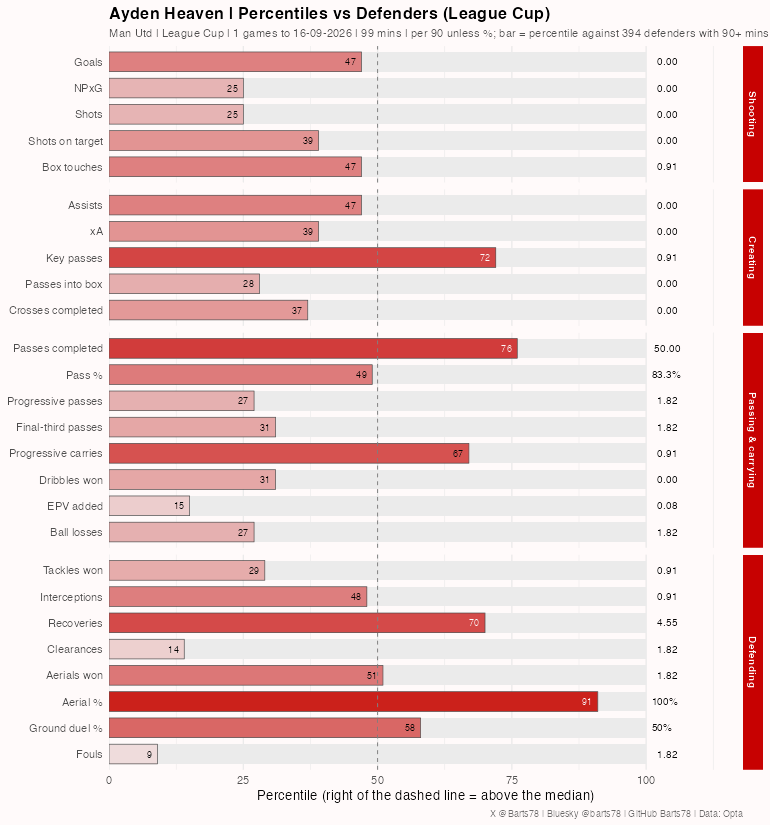 Ayden Heaven | Percentiles vs Defenders (League Cup)
Man Utd | League Cup | 1 games to 16-09-2026 | 99 mins | per 90 unless %; bar = percentile against 394 defenders with 90+ mins
Goals 47 0.00
NPxG 25 0.00
Shots 25 0.00
Shots on target 39 0.00
Box touches 47 0.91
Shooting
Assists 47 0.00
xA 39 0.00
Key passes 72 0.91
Passes into box 28 0.00
Crosses completed 37 0.00
Creating
Passes completed 76 50.00
Pass % 49 83.3%
Progressive passes 27 1.82
Final-third passes 31 1.82
Progressive carries 67 0.91
Dribbles won 31 0.00
EPV added 15 0.08
Ball losses 27 1.82
Passing & carrying
Tackles won 29 0.91
Interceptions 48 0.91
Recoveries 70 4.55
Clearances 14 1.82
Aerials won 51 1.82
Aerial % 91 100%
Ground duel % 58 50%
Fouls 9 1.82
Defending
0 25 50 75 100
Percentile (right of the dashed line = above the median)
X @Barts78 | Bluesky @barts78 | GitHub Barts78 | Data: Opta